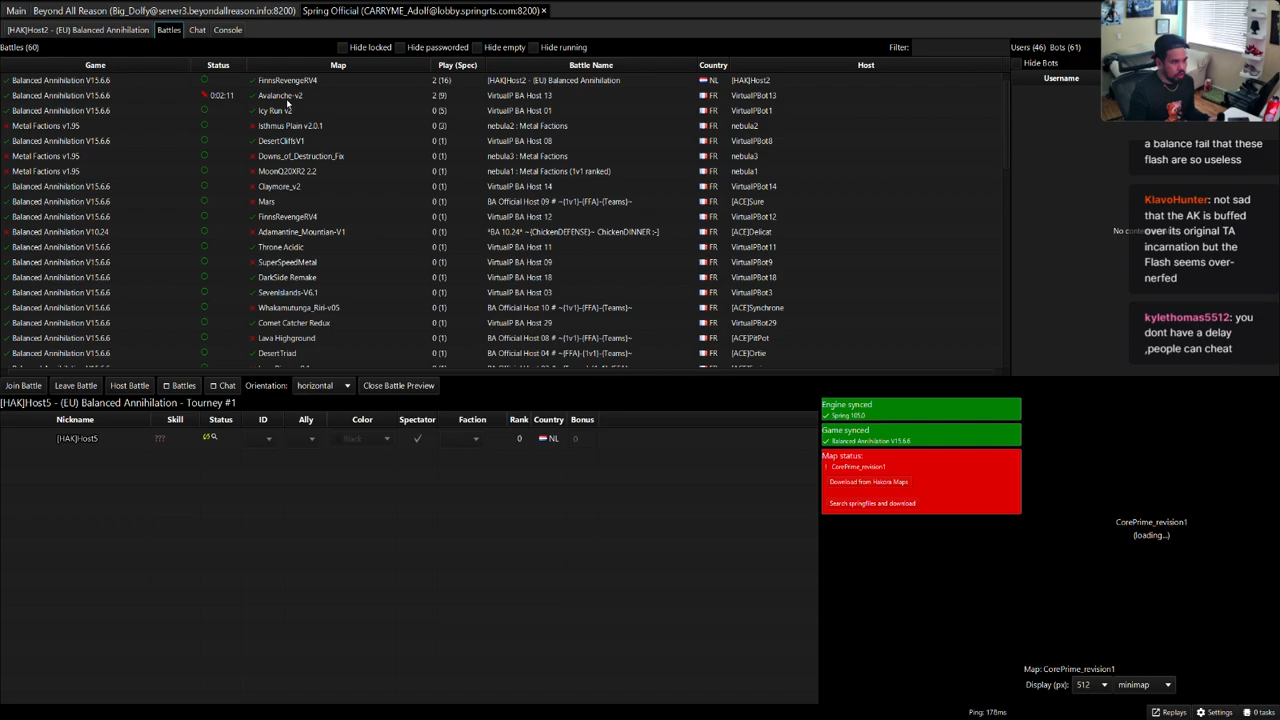 Main Beyond All Reason (Big_Dolfy@server3.beyondallreason.info:8200) Spring Official (CARRYME_Adolf@lobby.springrts.com:8200) ×
[HAK]Host2 - (EU) Balanced Annihilation Battles Chat Console
Battles (60) Hide locked Hide passworded Hide empty Hide running Filter: Users (46) Bots (61)
Hide Bots
Game Status Map Play (Spec) Battle Name Country Host Username
Balanced Annihilation V15.6.6 FinnsRevengeRV4 2 (16) [HAK]Host2 - (EU) Balanced Annihilation NL [HAK]Host2
Balanced Annihilation V15.6.6 0:02:11 Avalanche-v2 2 (9) VirtualP BA Host 13 FR VirtualPBot13
Balanced Annihilation V15.6.6 Icy Run v2 0 (5) VirtualP BA Host 01 FR VirtualPBot1
Metal Factions v1.95 Isthmus Plain v2.0.1 0 (3) nebula2 : Metal Factions FR nebula2
Balanced Annihilation V15.6.6 DesertCliffsV1 0 (1) VirtualP BA Host 08 FR VirtualPBot8
Metal Factions v1.95 Downs_of_Destruction_Fix 0 (1) nebula3 : Metal Factions FR nebula3
Metal Factions v1.95 MoonQ20XR2 2.2 0 (1) nebula1 : Metal Factions (1v1 ranked) FR nebula1
Balanced Annihilation V15.6.6 Claymore_v2 0 (1) VirtualP BA Host 14 FR VirtualPBot14
Balanced Annihilation V15.6.6 Mars 0 (1) BA Official Host 09 # ~{1v1}-{FFA}-{Teams}~ FR [ACE]Sure
Balanced Annihilation V15.6.6 FinnsRevengeRV4 0 (1) VirtualP BA Host 12 FR VirtualPBot12
Balanced Annihilation V10.24 Adamantine_Mountian-V1 0 (1) *BA 10.24* ~{ChickenDEFENSE}~ ChickenDINNER :-] FR [ACE]Delicat
Balanced Annihilation V15.6.6 Throne Acidic 0 (1) VirtualP BA Host 11 FR VirtualPBot11
Balanced Annihilation V15.6.6 SuperSpeedMetal 0 (1) VirtualP BA Host 09 FR VirtualPBot9
Balanced Annihilation V15.6.6 DarkSide Remake 0 (1) VirtualP BA Host 18 FR VirtualPBot18
Balanced Annihilation V15.6.6 SevenIslands-V6.1 0 (1) VirtualP BA Host 03 FR VirtualPBot3
Balanced Annihilation V15.6.6 Whakamutunga_Riri-v05 0 (1) BA Official Host 10 # ~{1v1}-{FFA}-{Teams}~ FR [ACE]Synchrone
Balanced Annihilation V15.6.6 Comet Catcher Redux 0 (1) VirtualP BA Host 29 FR VirtualPBot29
Balanced Annihilation V15.6.6 Lava Highground 0 (1) BA Official Host 08 # ~{1v1}-{FFA}-{Teams}~ FR [ACE]PitPot
Balanced Annihilation V15.6.6 DesertTriad 0 (1) BA Official Host 04 # ~{FFA}-{1v1}-{Teams}~ FR [ACE]Ortie
a balance fail that these
flash are so useless
KlavoHunter: not sad
that the AK is buffed
over its original TA
incarnation but the
Flash seems over-
nerfed
kylethomas5512: you
dont have a delay
,people can cheat
Join Battle Leave Battle Host Battle Battles Chat Orientation: horizontal Close Battle Preview
[HAK]Host5 - (EU) Balanced Annihilation - Tourney #1
Nickname Skill Status ID Ally Color Spectator Faction Rank Country Bonus
[HAK]Host5 ??? Black 0 NL 0
Engine synced
Spring 105.0
Game synced
Balanced Annihilation V15.6.6
Map status:
! CorePrime_revision1
Download from Hakora Maps
Search springfiles and download
CorePrime_revision1
(loading...)
Map: CorePrime_revision1
Display (px): 512 minimap
Ping: 178ms Replays Settings 0 tasks